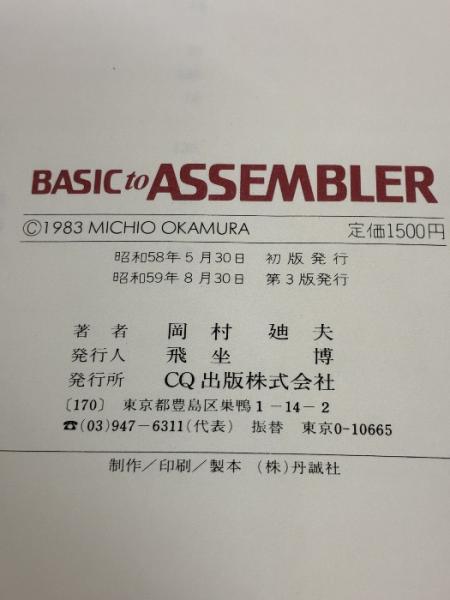 BASIC to ASSEMBLER
©1983 MICHIO OKAMURA 定価1500円
昭和58年5月30日 初版発行
昭和59年8月30日 第3版発行
著者 岡村廸夫
発行人 飛坐博
発行所 CQ出版株式会社
〔170〕 東京都豊島区巣鴨1-14-2
☎(03)947-6311(代表) 振替 東京0-10665
制作/印刷/製本 (株)丹誠社